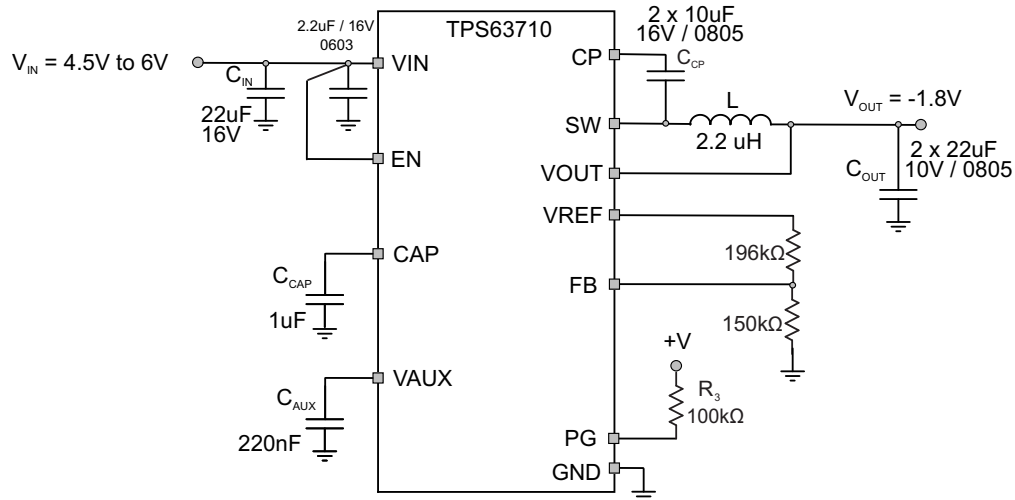 TPS63710
2.2uF / 16V
0603
2 x 10uF
16V / 0805
V_IN = 4.5V to 6V
C_IN
22uF
16V
VIN
EN
CP
C_CP
SW
L
2.2 uH
V_OUT = -1.8V
2 x 22uF
10V / 0805
C_OUT
VOUT
VREF
196kΩ
CAP
C_CAP
1uF
FB
150kΩ
+V
VAUX
C_AUX
220nF
R_3
100kΩ
PG
GND